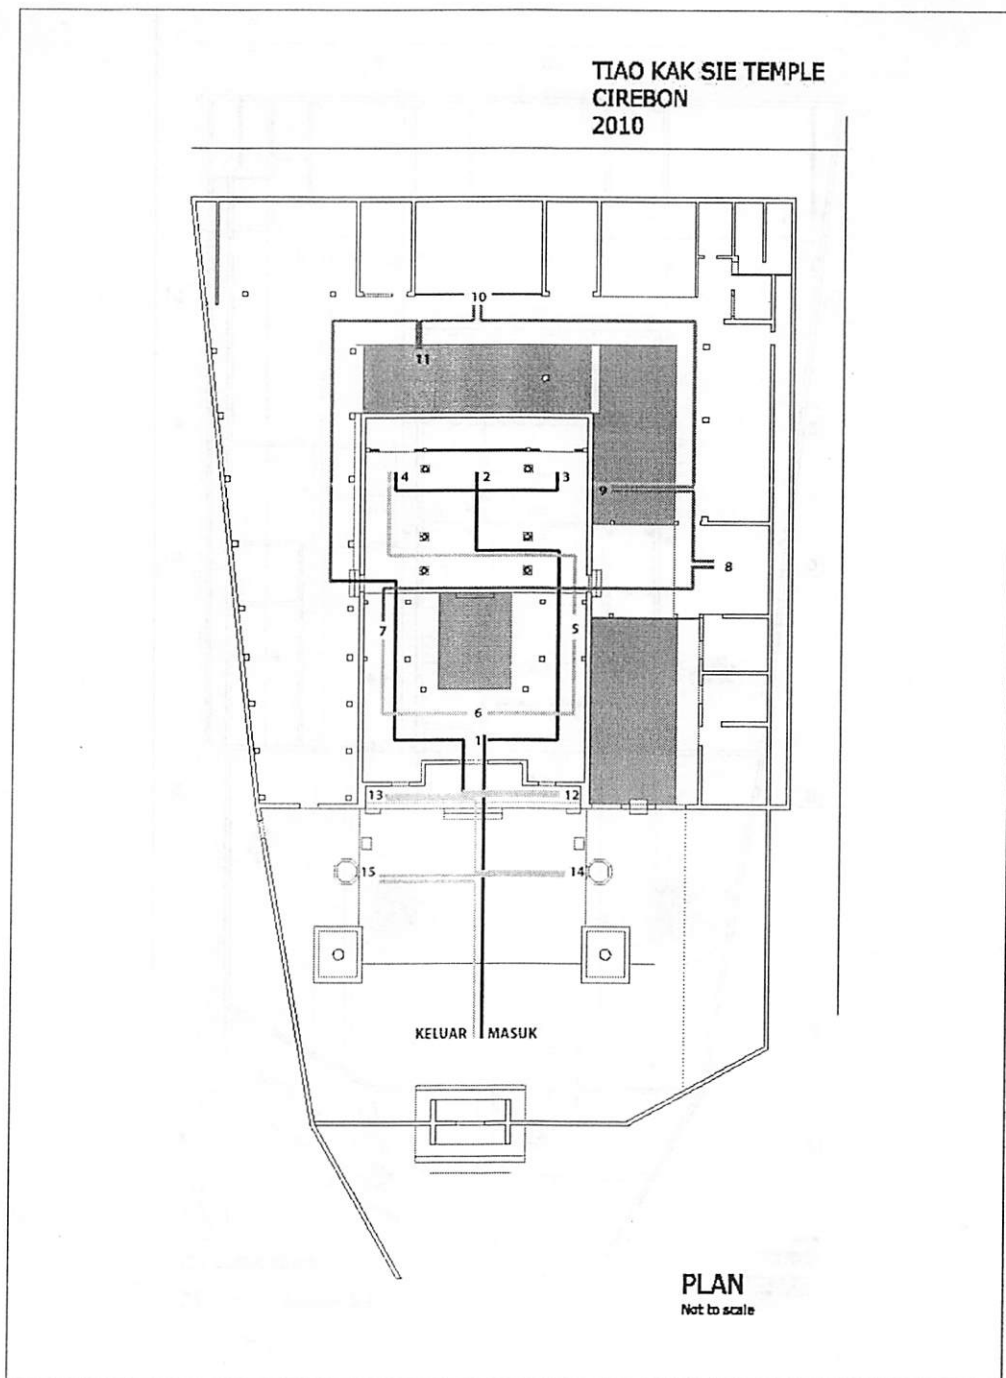 TIAO KAK SIE TEMPLE
CIREBON
2010
10
11
4 2 3
9
8
7 5
6
1
13 12
15 14
KELUAR MASUK
PLAN
Not to scale